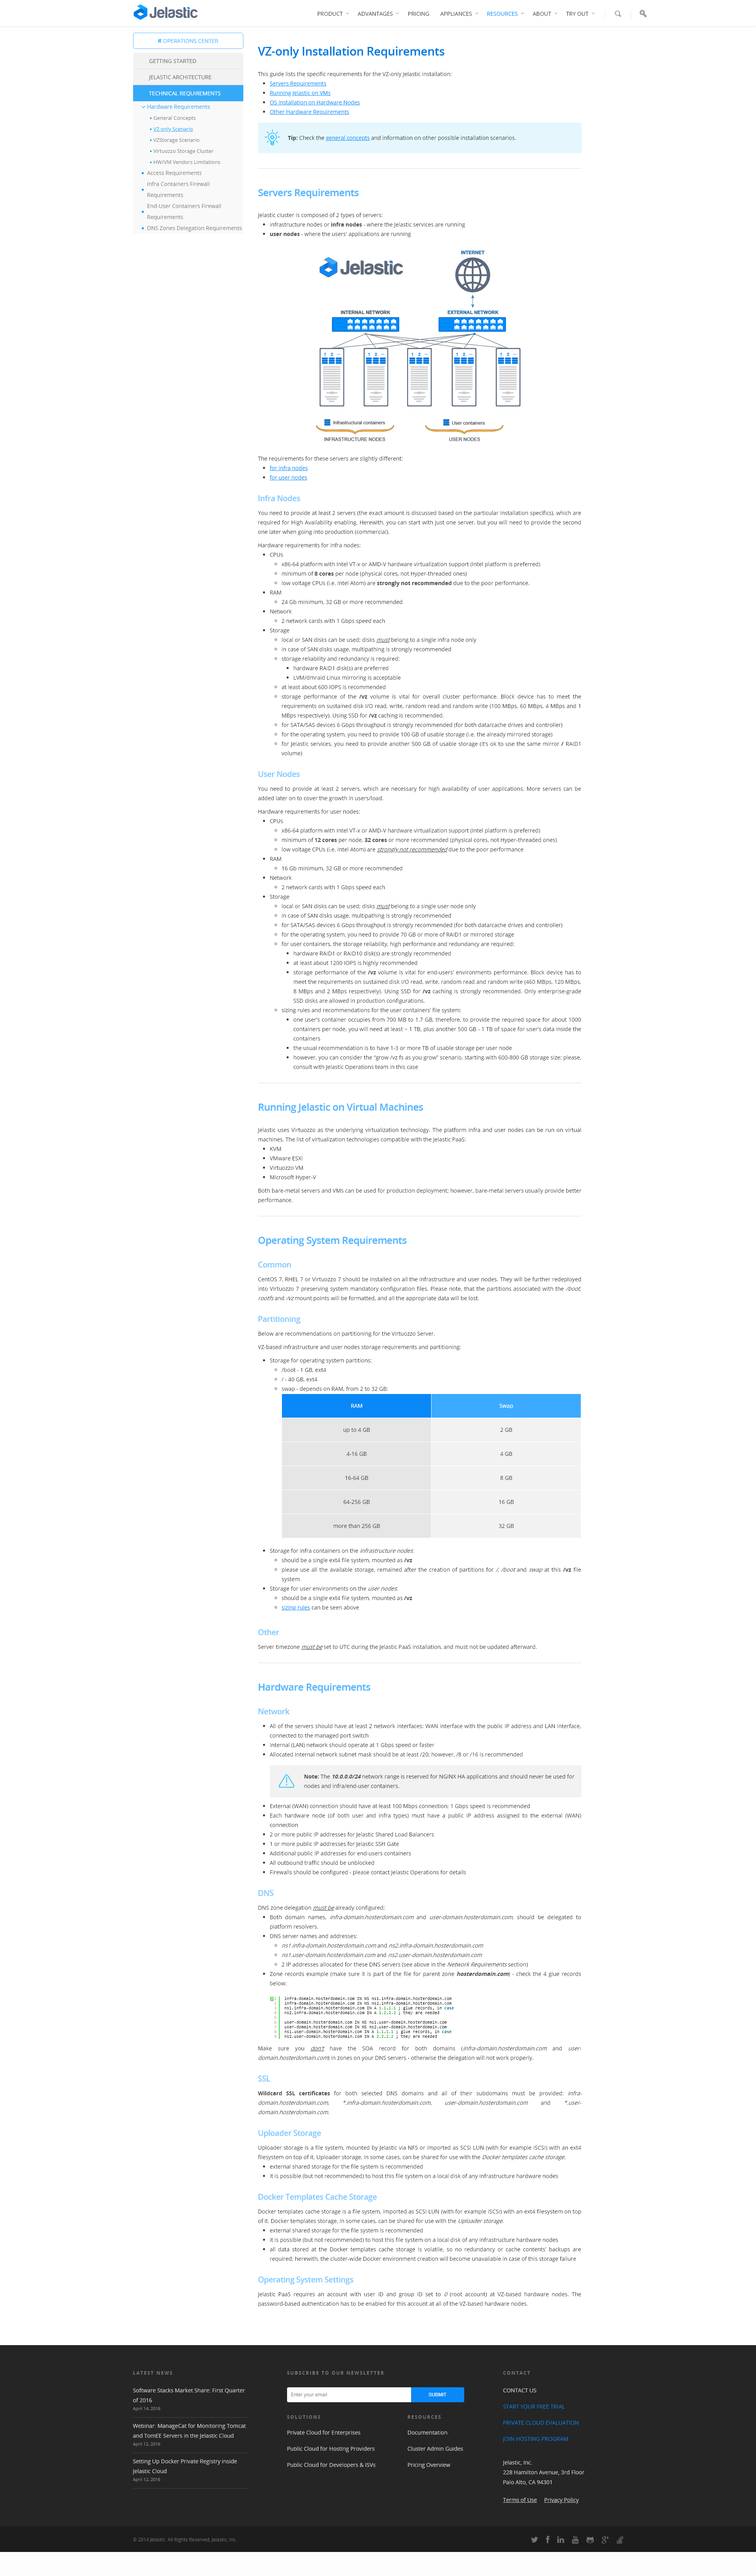 Jelastic
PRODUCT
ADVANTAGES
PRICING
APPLIANCES
RESOURCES
ABOUT
TRY OUT
OPERATIONS CENTER
GETTING STARTED
JELASTIC ARCHITECTURE
TECHNICAL REQUIREMENTS
Hardware Requirements
General Concepts
VZ-only Scenario
VZStorage Scenario
Virtuozzo Storage Cluster
HW/VM Vendors Limitations
Access Requirements
Infra Containers Firewall
Requirements
End-User Containers Firewall
Requirements
DNS Zones Delegation Requirements
VZ-only Installation Requirements
This guide lists the specific requirements for the VZ-only Jelastic installation:
Servers Requirements
Running Jelastic on VMs
OS Installation on Hardware Nodes
Other Hardware Requirements
Tip: Check the general concepts and information on other possible installation scenarios.
Servers Requirements
Jelastic cluster is composed of 2 types of servers:
infrastructure nodes or infra nodes - where the Jelastic services are running
user nodes - where the users' applications are running
Jelastic
INTERNET
INTERNAL NETWORK
EXTERNAL NETWORK
1 2
1 2
1 2
1 2
1 2
Infrastructural containers
User containers
INFRASTRUCTURE NODES
USER NODES
The requirements for these servers are slightly different:
for infra nodes
for user nodes
Infra Nodes
You need to provide at least 2 servers (the exact amount is discussed based on the particular installation specifics), which are
required for High Availability enabling. Herewith, you can start with just one server, but you will need to provide the second
one later when going into production (commercial).
Hardware requirements for infra nodes:
CPUs
x86-64 platform with Intel VT-x or AMD-V hardware virtualization support (Intel platform is preferred)
minimum of 8 cores per node (physical cores, not Hyper-threaded ones)
low voltage CPUs (i.e. Intel Atom) are strongly not recommended due to the poor performance.
RAM
24 Gb minimum, 32 GB or more recommended
Network
2 network cards with 1 Gbps speed each
Storage
local or SAN disks can be used; disks must belong to a single infra node only
in case of SAN disks usage, multipathing is strongly recommended
storage reliability and redundancy is required:
hardware RAID1 disk(s) are preferred
LVM/dmraid Linux mirroring is acceptable
at least about 600 IOPS is recommended
storage performance of the /vz volume is vital for overall cluster performance. Block device has to meet the
requirements on sustained disk I/O read, write, random read and random write (100 MBps, 60 MBps, 4 MBps and 1
MBps respectively). Using SSD for /vz caching is recommended.
for SATA/SAS devices 6 Gbps throughput is strongly recommended (for both data/cache drives and controller)
for the operating system, you need to provide 100 GB of usable storage (i.e. the already mirrored storage)
for Jelastic services, you need to provide another 500 GB of usable storage (it's ok to use the same mirror / RAID1
volume)
User Nodes
You need to provide at least 2 servers, which are necessary for high availability of user applications. More servers can be
added later on to cover the growth in users/load.
Hardware requirements for user nodes:
CPUs
x86-64 platform with Intel VT-x or AMD-V hardware virtualization support (Intel platform is preferred)
minimum of 12 cores per node, 32 cores or more recommended (physical cores, not Hyper-threaded ones)
low voltage CPUs (i.e. Intel Atom) are strongly not recommended due to the poor performance
RAM
16 Gb minimum, 32 GB or more recommended
Network
2 network cards with 1 Gbps speed each
Storage
local or SAN disks can be used; disks must belong to a single user node only
in case of SAN disks usage, multipathing is strongly recommended
for SATA/SAS devices 6 Gbps throughput is strongly recommended (for both data/cache drives and controller)
for the operating system, you need to provide 70 GB or more of RAID1 or mirrored storage
for user containers, the storage reliability, high performance and redundancy are required:
hardware RAID1 or RAID10 disk(s) are strongly recommended
at least about 1200 IOPS is highly recommended
storage performance of the /vz volume is vital for end-users' environments performance. Block device has to
meet the requirements on sustained disk I/O read, write, random read and random write (460 MBps, 120 MBps,
8 MBps and 2 MBps respectively). Using SSD for /vz caching is strongly recommended. Only enterprise-grade
SSD disks are allowed in production configurations.
sizing rules and recommendations for the user containers' file system:
one user's container occupies from 700 MB to 1.7 GB, therefore, to provide the required space for about 1000
containers per node, you will need at least ~ 1 TB, plus another 500 GB - 1 TB of space for user's data inside the
containers
the usual recommendation is to have 1-3 or more TB of usable storage per user node
however, you can consider the "grow /vz fs as you grow" scenario, starting with 600-800 GB storage size; please,
consult with Jelastic Operations team in this case
Running Jelastic on Virtual Machines
Jelastic uses Virtuozzo as the underlying virtualization technology. The platform infra and user nodes can be run on virtual
machines. The list of virtualization technologies compatible with the Jelastic PaaS:
KVM
VMware ESXi
Virtuozzo VM
Microsoft Hyper-V
Both bare-metal servers and VMs can be used for production deployment; however, bare-metal servers usually provide better
performance.
Operating System Requirements
Common
CentOS 7, RHEL 7 or Virtuozzo 7 should be installed on all the infrastructure and user nodes. They will be further redeployed
into Virtuozzo 7 preserving system mandatory configuration files. Please note, that the partitions associated with the /boot,
/rootfs and /vz mount points will be formatted, and all the appropriate data will be lost.
Partitioning
Below are recommendations on partitioning for the Virtuozzo Server.
VZ-based infrastructure and user nodes storage requirements and partitioning:
Storage for operating system partitions:
/boot - 1 GB, ext4
/ - 40 GB, ext4
swap - depends on RAM, from 2 to 32 GB:
RAM
Swap
up to 4 GB
2 GB
4-16 GB
4 GB
16-64 GB
8 GB
64-256 GB
16 GB
more than 256 GB
32 GB
Storage for infra containers on the infrastructure nodes:
should be a single ext4 file system, mounted as /vz
please use all the available storage, remained after the creation of partitions for /, /boot and swap at this /vz file
system
Storage for user environments on the user nodes:
should be a single ext4 file system, mounted as /vz
sizing rules can be seen above
Other
Server timezone must be set to UTC during the Jelastic PaaS installation, and must not be updated afterward.
Hardware Requirements
Network
All of the servers should have at least 2 network interfaces: WAN interface with the public IP address and LAN interface,
connected to the managed port switch
Internal (LAN) network should operate at 1 Gbps speed or faster
Allocated internal network subnet mask should be at least /20; however, /8 or /16 is recommended
Note: The 10.0.0.0/24 network range is reserved for NGINX HA applications and should never be used for
nodes and infra/end-user containers.
External (WAN) connection should have at least 100 Mbps connection; 1 Gbps speed is recommended
Each hardware node (of both user and infra types) must have a public IP address assigned to the external (WAN)
connection
2 or more public IP addresses for Jelastic Shared Load Balancers
1 or more public IP addresses for Jelastic SSH Gate
Additional public IP addresses for end-users containers
All outbound traffic should be unblocked
Firewalls should be configured - please contact Jelastic Operations for details
DNS
DNS zone delegation must be already configured:
Both domain names, infra-domain.hosterdomain.com and user-domain.hosterdomain.com, should be delegated to
platform resolvers.
DNS server names and addresses:
ns1.infra-domain.hosterdomain.com and ns2.infra-domain.hosterdomain.com
ns1.user-domain.hosterdomain.com and ns2.user-domain.hosterdomain.com
2 IP addresses allocated for these DNS servers (see above in the Network Requirements section)
Zone records example (make sure it is part of the file for parent zone hosterdomain.com) - check the 4 glue records
below:
infra-domain.hosterdomain.com IN NS ns1.infra-domain.hosterdomain.com
infra-domain.hosterdomain.com IN NS ns2.infra-domain.hosterdomain.com
ns1.infra-domain.hosterdomain.com IN A 1.1.1.1 ; glue records, in case
ns2.infra-domain.hosterdomain.com IN A 2.2.2.2 ; they are needed
user-domain.hosterdomain.com IN NS ns1.user-domain.hosterdomain.com
user-domain.hosterdomain.com IN NS ns2.user-domain.hosterdomain.com
ns1.user-domain.hosterdomain.com IN A 1.1.1.1 ; glue records, in case
ns2.user-domain.hosterdomain.com IN A 2.2.2.2 ; they are needed
Make sure you don't have the SOA record for both domains (infra-domain.hosterdomain.com and user-
domain.hosterdomain.com) in zones on your DNS servers - otherwise the delegation will not work properly.
SSL
Wildcard SSL certificates for both selected DNS domains and all of their subdomains must be provided: infra-
domain.hosterdomain.com, *.infra-domain.hosterdomain.com, user-domain.hosterdomain.com and *.user-
domain.hosterdomain.com.
Uploader Storage
Uploader storage is a file system, mounted by Jelastic via NFS or imported as SCSI LUN (with for example iSCSI) with an ext4
filesystem on top of it. Uploader storage, in some cases, can be shared for use with the Docker templates cache storage.
external shared storage for the file system is recommended
it is possible (but not recommended) to host this file system on a local disk of any infrastructure hardware nodes
Docker Templates Cache Storage
Docker templates cache storage is a file system, imported as SCSI LUN (with for example iSCSI) with an ext4 filesystem on top
of it. Docker templates storage, in some cases, can be shared for use with the Uploader storage.
external shared storage for the file system is recommended
it is possible (but not recommended) to host this file system on a local disk of any infrastructure hardware nodes
all data stored at the Docker templates cache storage is volatile, so no redundancy or cache contents' backups are
required; herewith, the cluster-wide Docker environment creation will become unavailable in case of this storage failure
Operating System Settings
Jelastic PaaS requires an account with user ID and group ID set to 0 (root account) at VZ-based hardware nodes. The
password-based authentication has to be enabled for this account at all of the VZ-based hardware nodes.
LATEST NEWS
Software Stacks Market Share: First Quarter
of 2016
April 14, 2016
Webinar: ManageCat for Monitoring Tomcat
and TomEE Servers in the Jelastic Cloud
April 12, 2016
Setting Up Docker Private Registry inside
Jelastic Cloud
April 12, 2016
SUBSCRIBE TO OUR NEWSLETTER
Enter your email
SUBMIT
SOLUTIONS
Private Cloud for Enterprises
Public Cloud for Hosting Providers
Public Cloud for Developers & ISVs
RESOURCES
Documentation
Cluster Admin Guides
Pricing Overview
CONTACT
CONTACT US
START YOUR FREE TRIAL
PRIVATE CLOUD EVALUATION
JOIN HOSTING PROGRAM
Jelastic, Inc.
228 Hamilton Avenue, 3rd Floor
Palo Alto, CA 94301
Terms of Use
Privacy Policy
© 2014 Jelastic. All Rights Reserved. Jelastic, Inc.